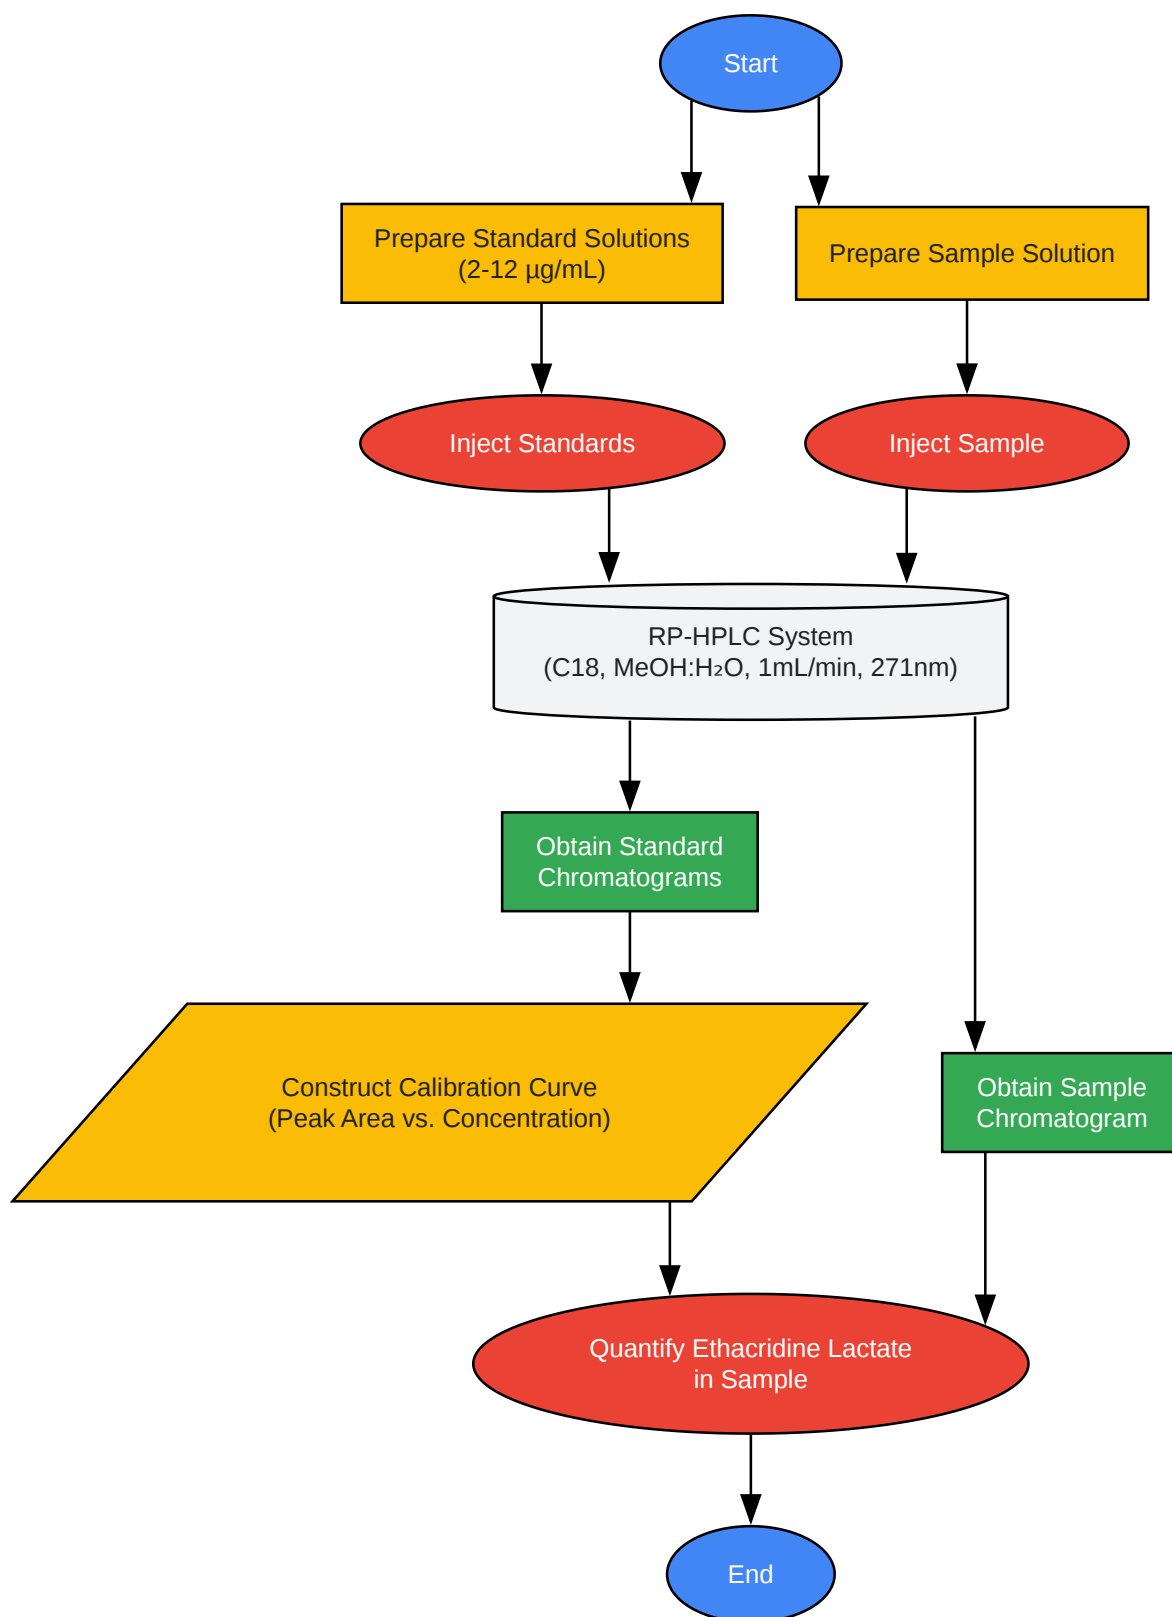 Start
Prepare Standard Solutions
(2-12 µg/mL)
Prepare Sample Solution
Inject Standards
Inject Sample
RP-HPLC System
(C18, MeOH:H₂O, 1mL/min, 271nm)
Obtain Standard
Chromatograms
Construct Calibration Curve
(Peak Area vs. Concentration)
Obtain Sample
Chromatogram
Quantify Ethacridine Lactate
in Sample
End